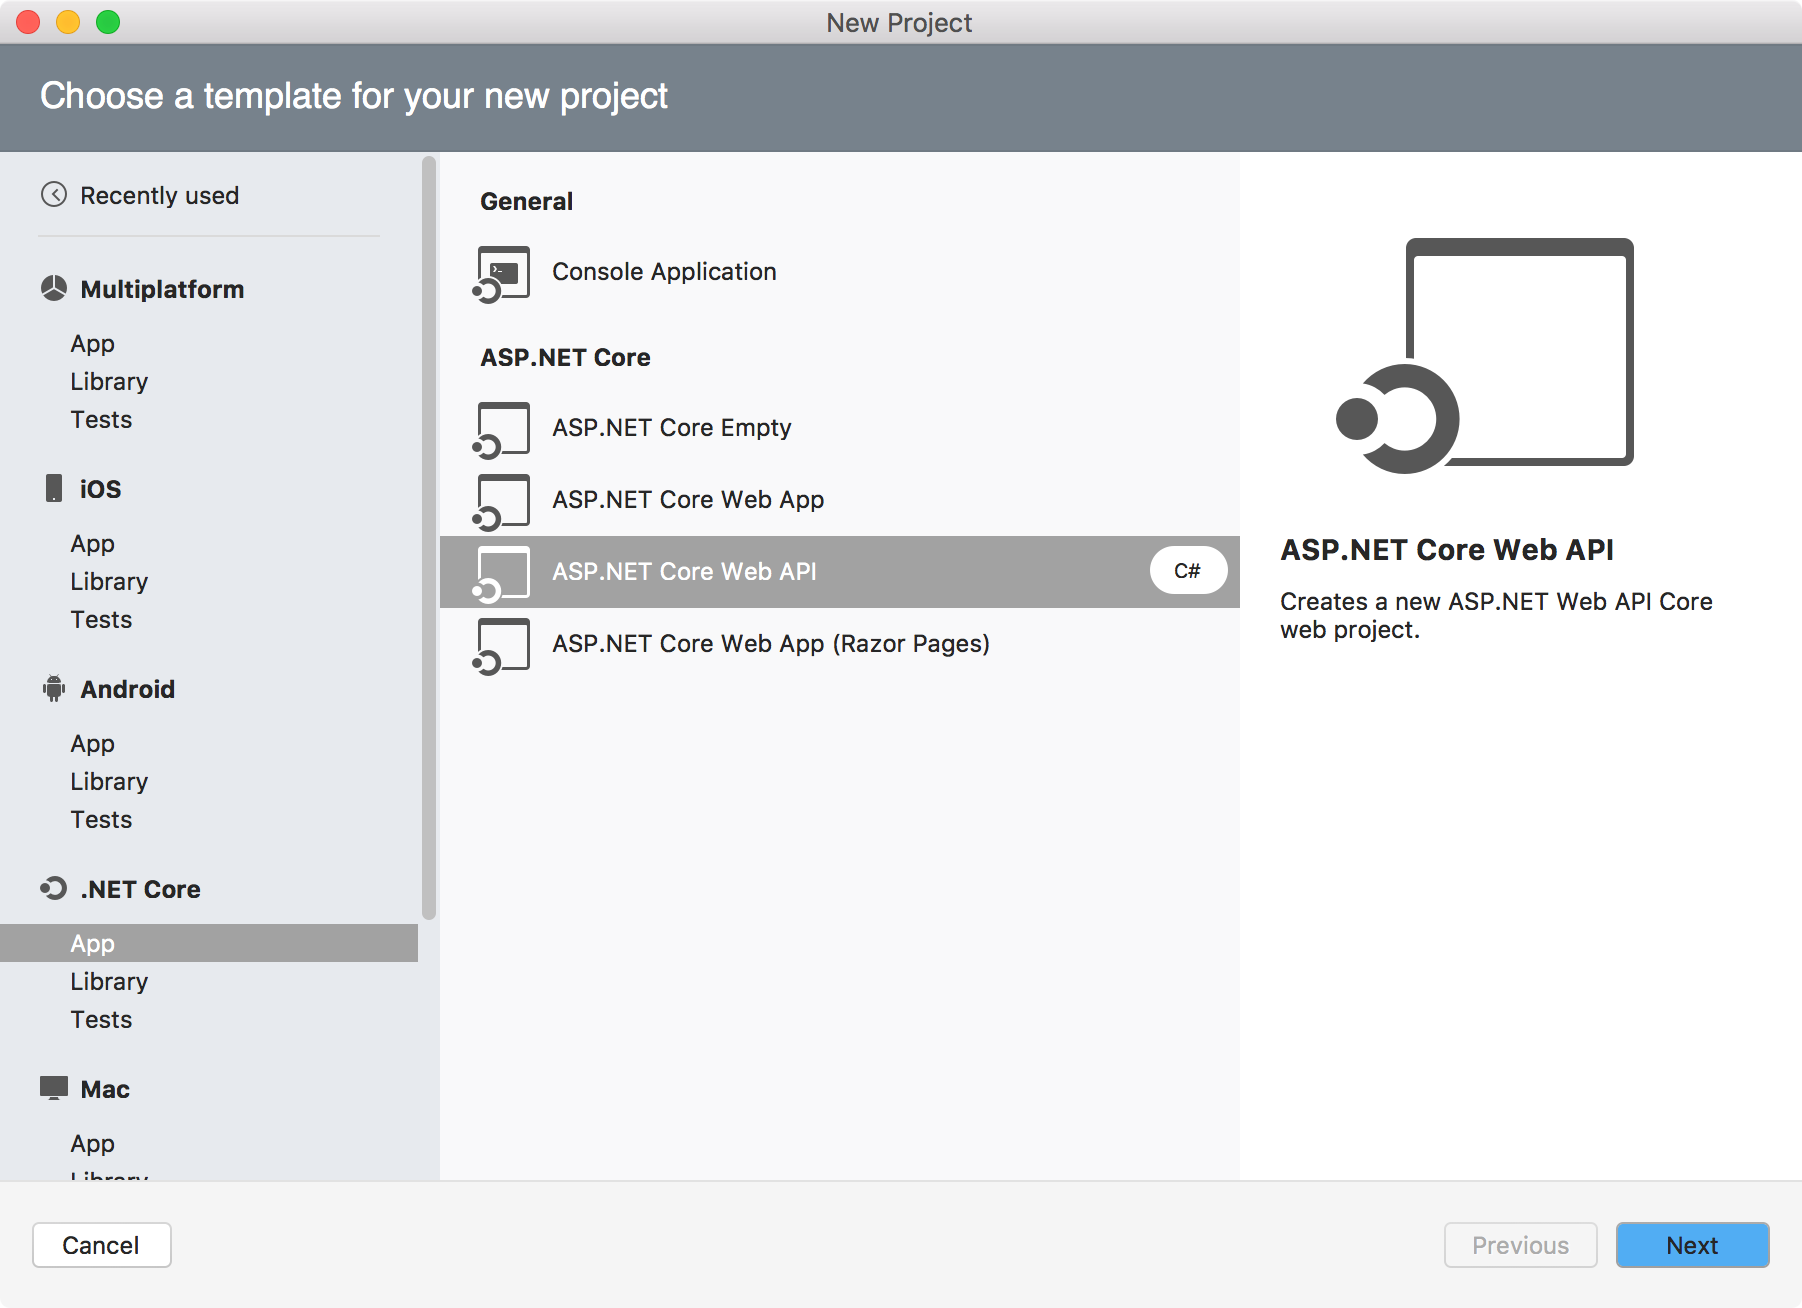 New Project
Choose a template for your new project
Recently used
Multiplatform
App
Library
Tests
iOS
App
Library
Tests
Android
App
Library
Tests
.NET Core
App
Library
Tests
Mac
App
Library
General
Console Application
ASP.NET Core
ASP.NET Core Empty
ASP.NET Core Web App
ASP.NET Core Web API
C#
ASP.NET Core Web App (Razor Pages)
ASP.NET Core Web API
Creates a new ASP.NET Web API Core
web project.
Cancel
Previous
Next